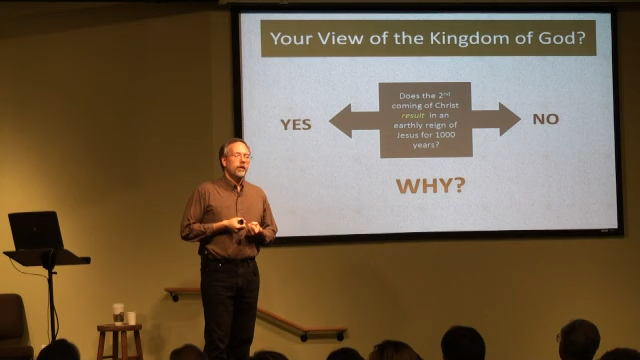 Your View of the Kingdom of God?
Does the 2nd
coming of Christ
result in an
earthly reign of
Jesus for 1000
years?
YES
NO
WHY?